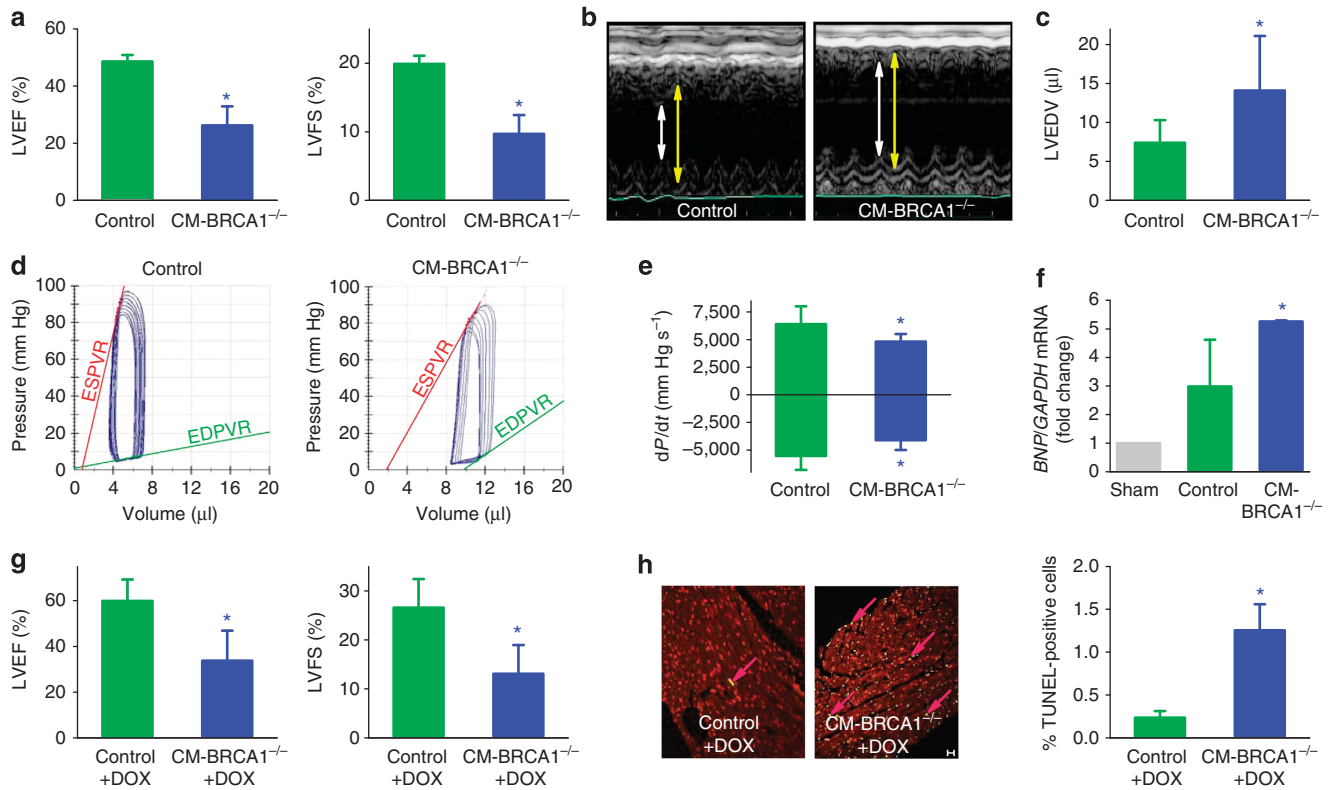 a
60
40
20
0
LVEF (%)
*
Control
CM-BRCA1−/−
20
10
0
LVFS (%)
*
Control
CM-BRCA1−/−
b
Control
CM-BRCA1−/−
c
20
15
10
5
0
LVEDV (µl)
*
Control
CM-BRCA1−/−
d
Control
100
80
60
40
20
0
Pressure (mm Hg)
ESPVR
EDPVR
0 4 8 12 16 20
Volume (µl)
CM-BRCA1−/−
100
80
60
40
20
0
Pressure (mm Hg)
ESPVR
EDPVR
0 4 8 12 16 20
Volume (µl)
e
7,500
5,000
2,500
0
−2,500
−5,000
dP/dt (mm Hg s−1)
*
*
Control
CM-BRCA1−/−
f
6
5
4
3
2
1
0
BNP/GAPDH mRNA
(fold change)
*
Sham
Control
CM-
BRCA1−/−
g
60
40
20
0
LVEF (%)
*
Control
+DOX
CM-BRCA1−/−
+DOX
30
20
10
0
LVFS (%)
*
Control
+DOX
CM-BRCA1−/−
+DOX
h
Control
+DOX
CM-BRCA1−/−
+DOX
2.0
1.5
1.0
0.5
0.0
% TUNEL-positive cells
*
Control
+DOX
CM-BRCA1−/−
+DOX